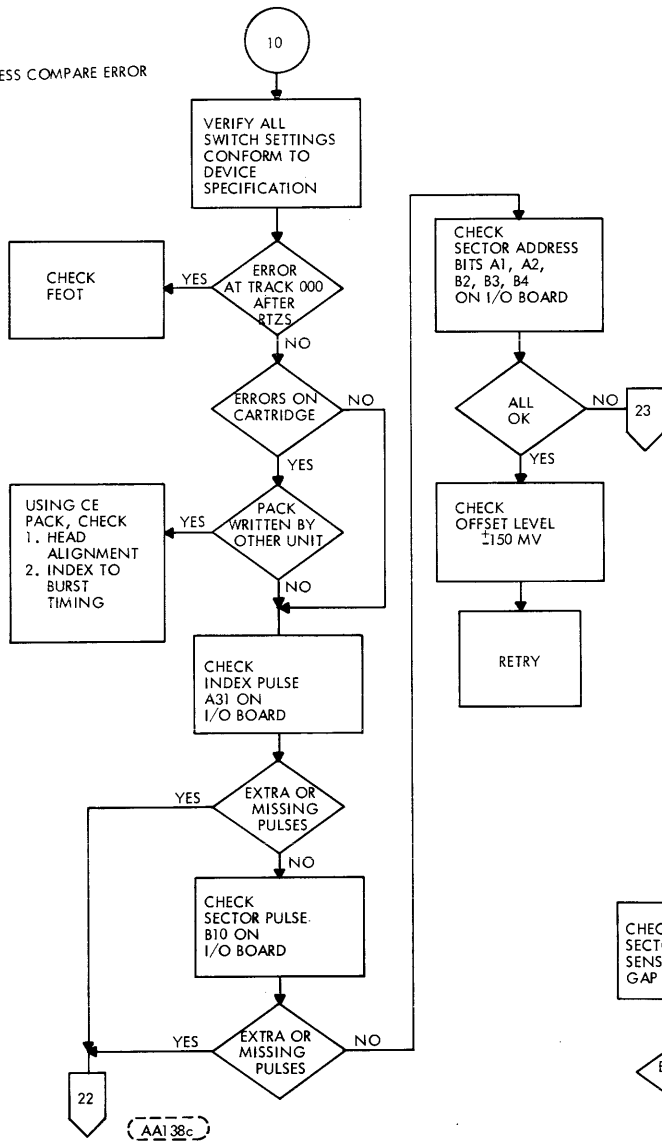 10
ESS COMPARE ERROR
VERIFY ALL
SWITCH SETTINGS
CONFORM TO
DEVICE
SPECIFICATION
ERROR
AT TRACK 000
AFTER
RTZS
YES
CHECK
FEOT
NO
ERRORS ON
CARTRIDGE
NO
YES
PACK
WRITTEN BY
OTHER UNIT
YES
USING CE
PACK, CHECK
1. HEAD
ALIGNMENT
2. INDEX TO
BURST
TIMING
NO
CHECK
INDEX PULSE
A31 ON
I/O BOARD
EXTRA OR
MISSING
PULSES
YES
NO
CHECK
SECTOR PULSE
B10 ON
I/O BOARD
EXTRA OR
MISSING
PULSES
YES
NO
22
AA138c
CHECK
SECTOR ADDRESS
BITS A1, A2,
B2, B3, B4
ON I/O BOARD
ALL
OK
NO
23
YES
CHECK
OFFSET LEVEL
±150 MV
RETRY
CHEC
SECTO
SENS
GAP
E